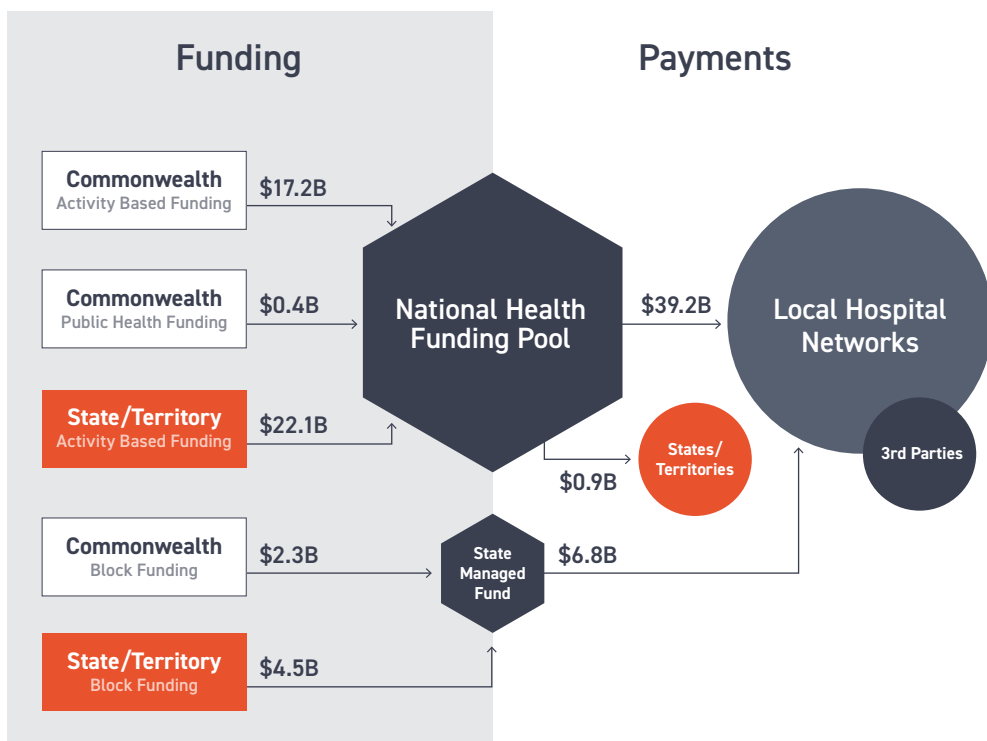 Funding
Payments
Commonwealth
Activity Based Funding
$17.2B
Commonwealth
Public Health Funding
$0.4B
State/Territory
Activity Based Funding
$22.1B
National Health
Funding Pool
$39.2B
Local Hospital
Networks
3rd Parties
States/
Territories
$0.9B
Commonwealth
Block Funding
$2.3B
State
Managed
Fund
$6.8B
State/Territory
Block Funding
$4.5B